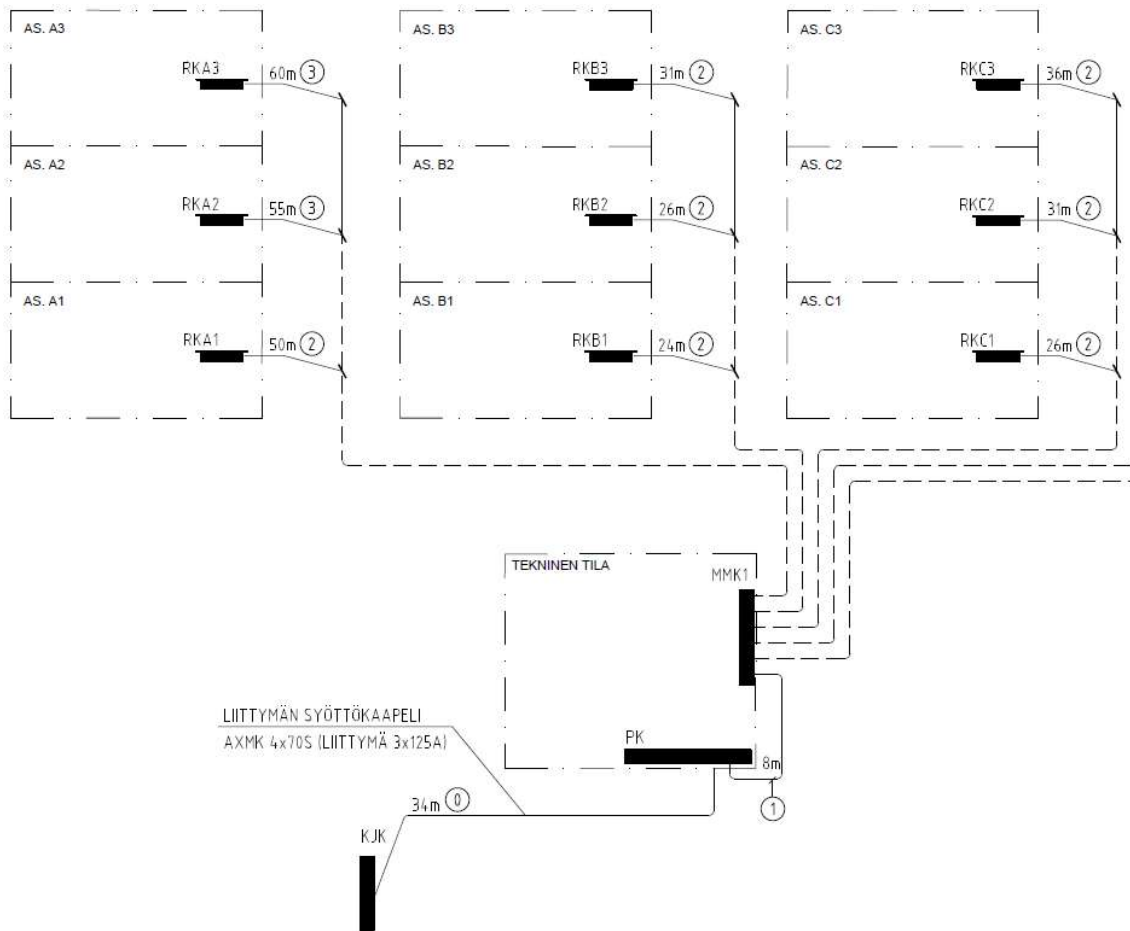 AS. A3
AS. B3
AS. C3
RKA3 60m 3
RKB3 31m 2
RKC3 36m 2
AS. A2
AS. B2
AS. C2
RKA2 55m 3
RKB2 26m 2
RKC2 31m 2
AS. A1
AS. B1
AS. C1
RKA1 50m 2
RKB1 24m 2
RKC1 26m 2
TEKNINEN TILA
MMK1
LIITTYMÄN SYÖTTÖKAAPELI
AXMK 4x70S (LIITTYMÄ 3x125A)
PK
8m
1
34m 0
KJK